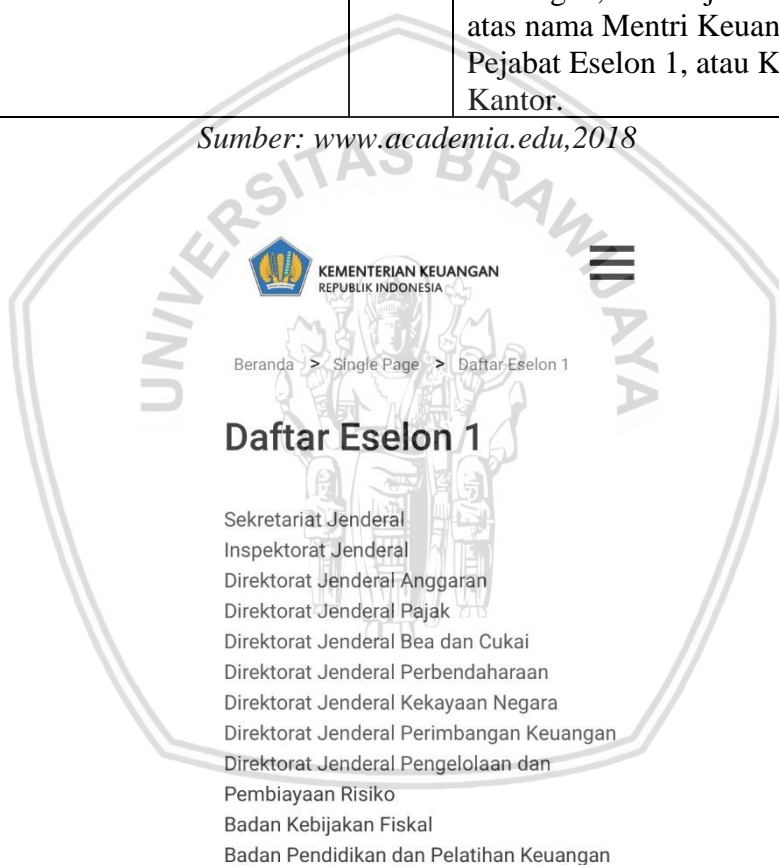 atas nama Mentri Keuan
Pejabat Eselon 1, atau K
Kantor.
Sumber: www.academia.edu,2018
UNIVERSITAS BRAWIJAYA
KEMENTERIAN KEUANGAN
REPUBLIK INDONESIA
Beranda > Single Page > Daftar Eselon 1
Daftar Eselon 1
Sekretariat Jenderal
Inspektorat Jenderal
Direktorat Jenderal Anggaran
Direktorat Jenderal Pajak
Direktorat Jenderal Bea dan Cukai
Direktorat Jenderal Perbendaharaan
Direktorat Jenderal Kekayaan Negara
Direktorat Jenderal Perimbangan Keuangan
Direktorat Jenderal Pengelolaan dan
Pembiayaan Risiko
Badan Kebijakan Fiskal
Badan Pendidikan dan Pelatihan Keuangan